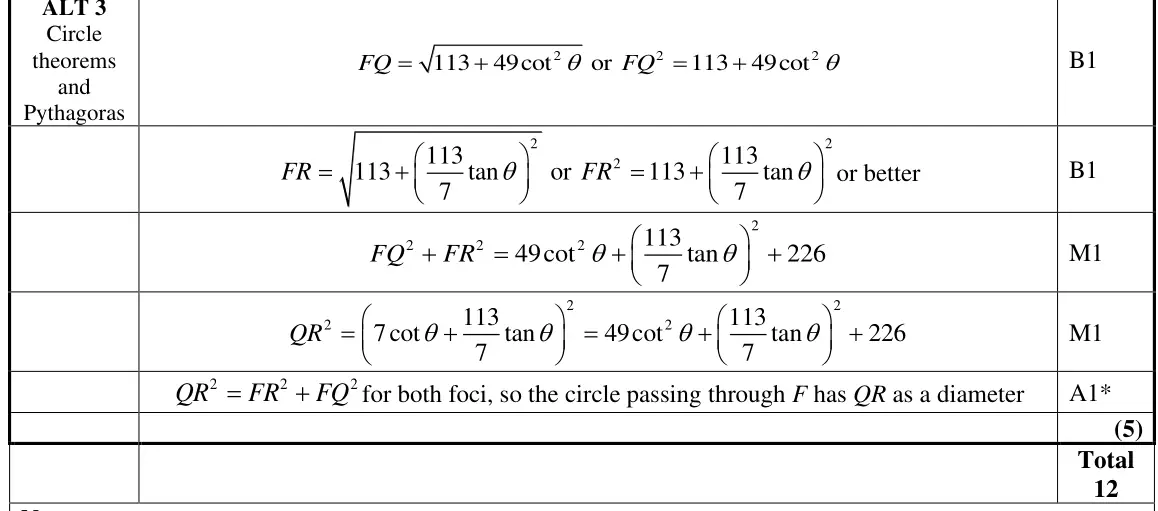 ALT 3
Circle
theorems
and
Pythagoras
FQ = √(113 + 49cot² θ) or FQ² = 113 + 49cot² θ
B1
FR = √(113 + (113/7 tan θ)²) or FR² = 113 + (113/7 tan θ)² or better
B1
FQ² + FR² = 49cot² θ + (113/7 tan θ)² + 226
M1
QR² = (7cot θ + 113/7 tan θ)² = 49cot² θ + (113/7 tan θ)² + 226
M1
QR² = FR² + FQ² for both foci, so the circle passing through F has QR as a diameter
A1*
(5)
Total
12